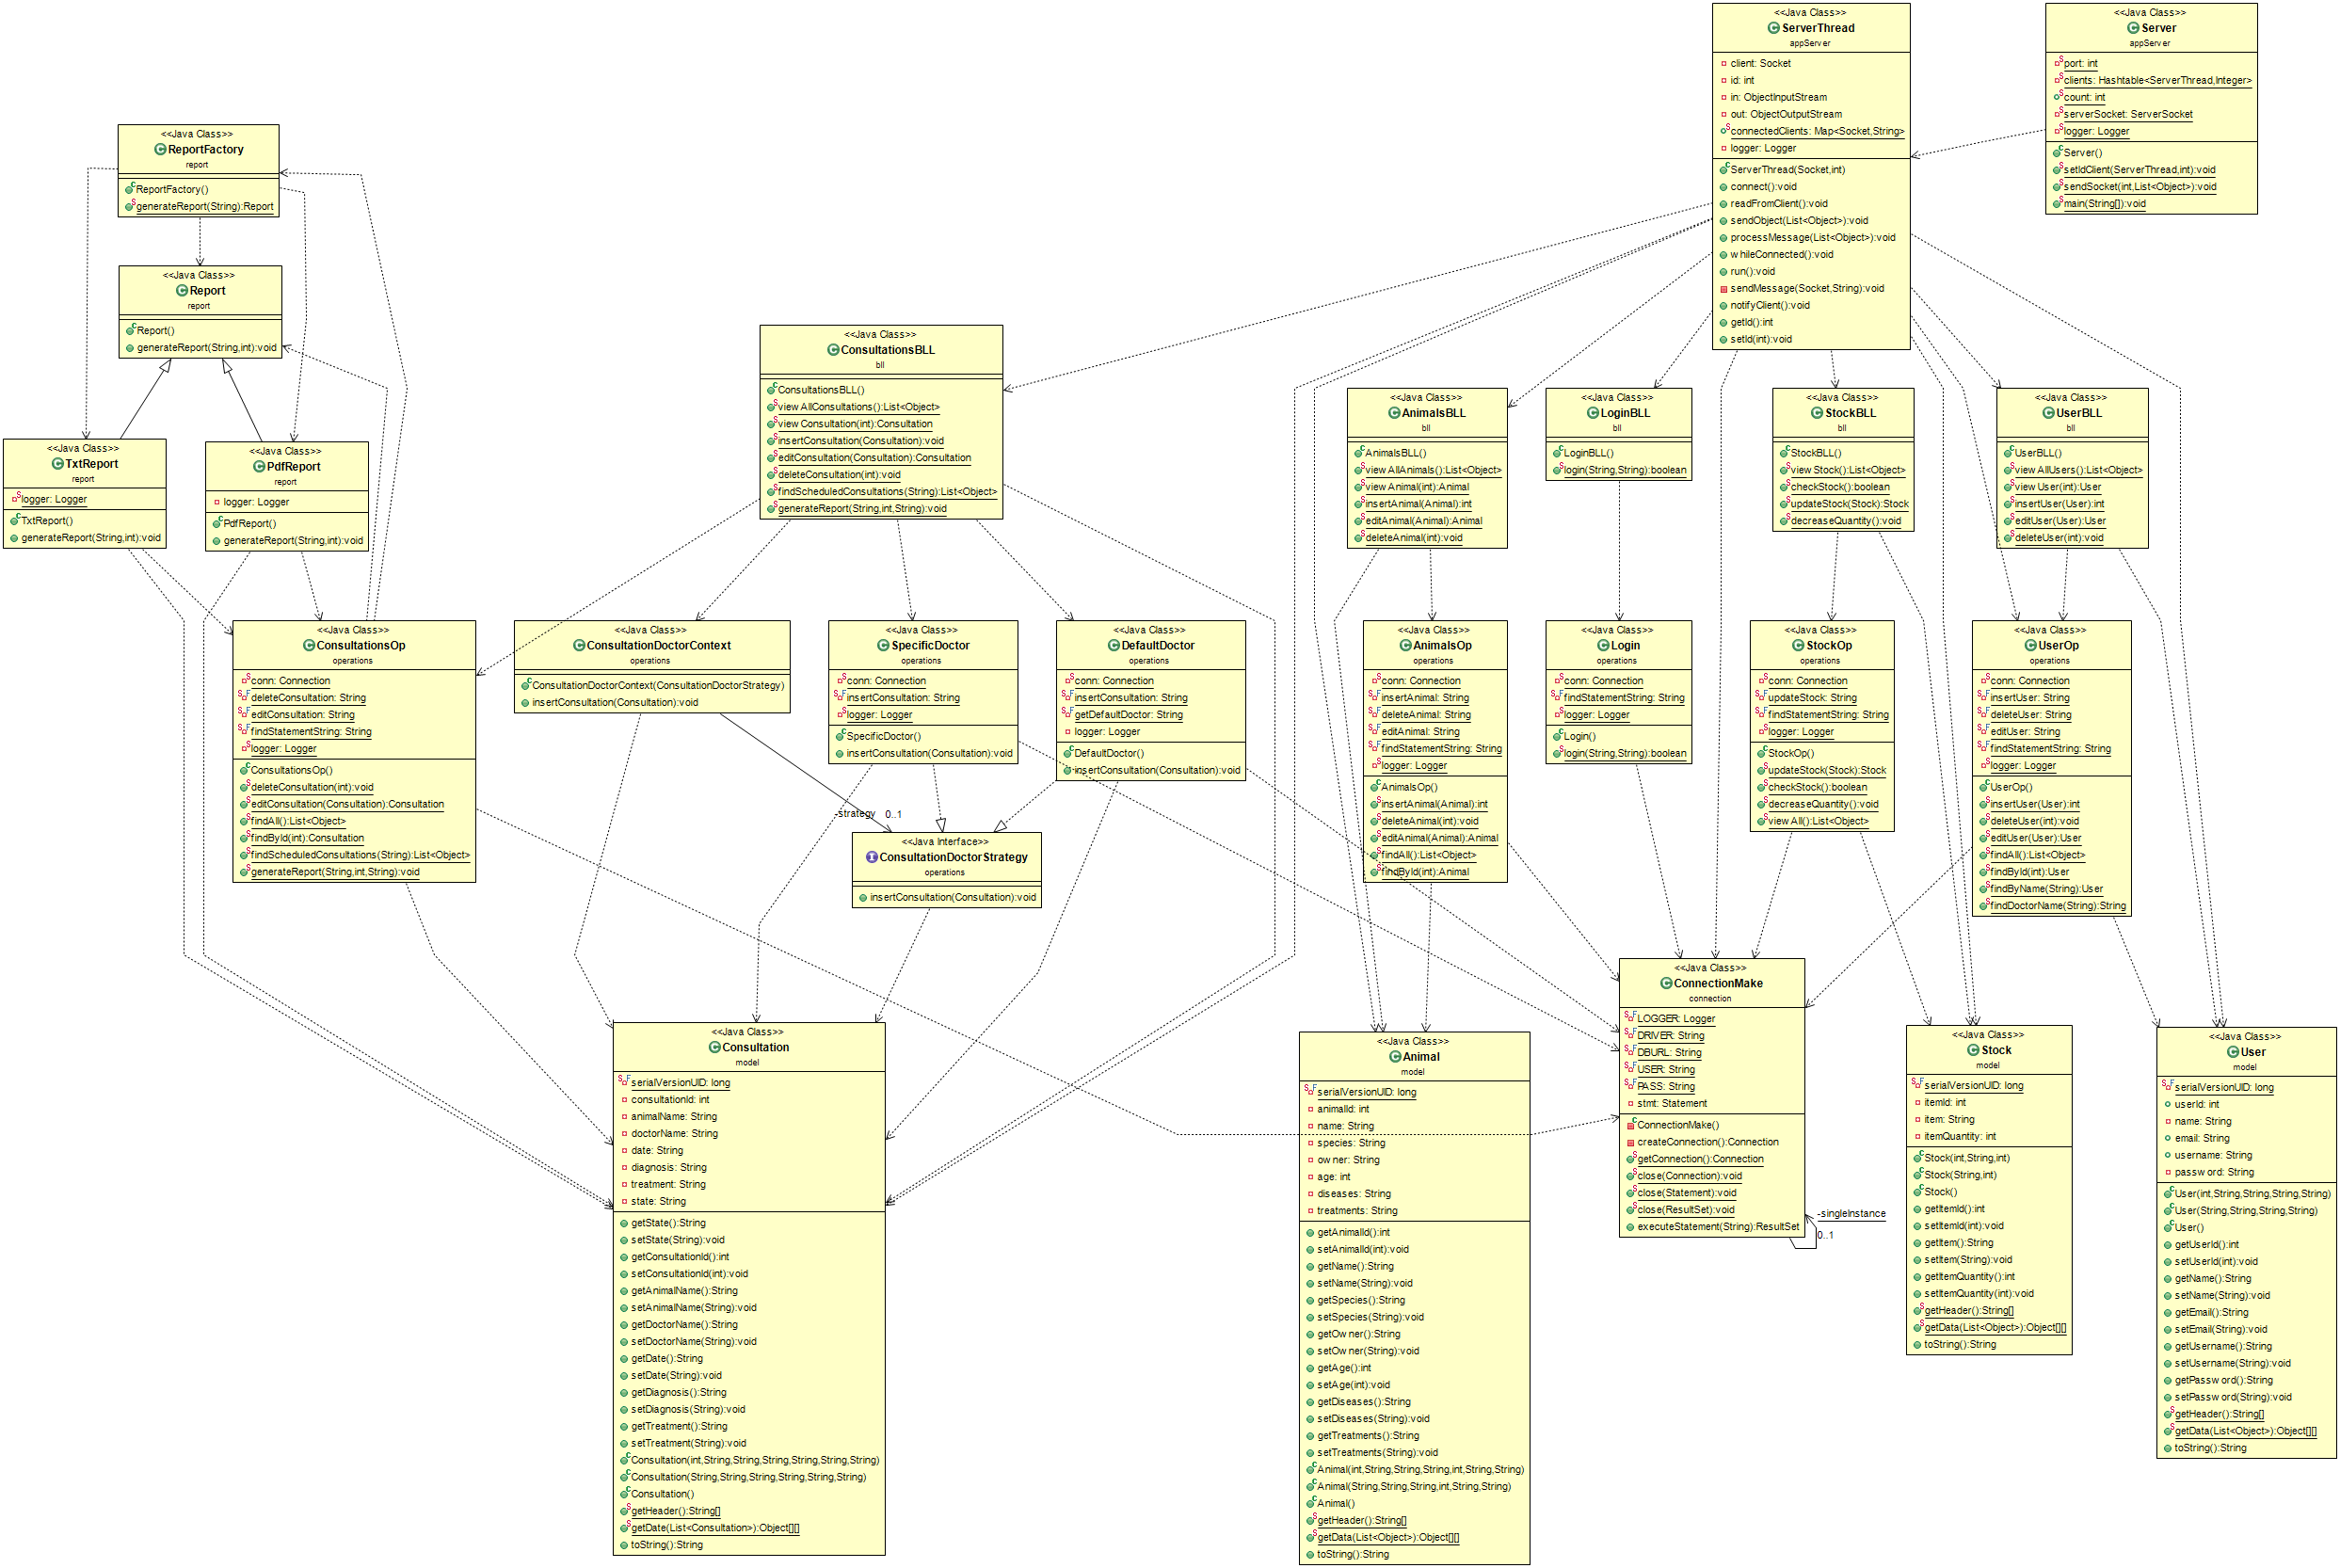 <<Java Class>>
ServerThread
appServer
client: Socket
id: int
in: ObjectInputStream
out: ObjectOutputStream
connectedClients: Map<Socket,String>
logger: Logger
ServerThread(Socket,int)
connect():void
readFromClient():void
sendObject(List<Object>):void
processMessage(List<Object>):void
whileConnected():void
run():void
sendMessage(Socket,String):void
notifyClient():void
getId():int
setId(int):void
<<Java Class>>
Server
appServer
port: int
clients: Hashtable<ServerThread,Integer>
count: int
serverSocket: ServerSocket
logger: Logger
Server()
setIdClient(ServerThread,int):void
sendSocket(int,List<Object>):void
main(String[]):void
<<Java Class>>
ReportFactory
report
ReportFactory()
generateReport(String):Report
<<Java Class>>
Report
report
Report()
generateReport(String,int):void
<<Java Class>>
TxtReport
report
logger: Logger
TxtReport()
generateReport(String,int):void
<<Java Class>>
PdfReport
report
logger: Logger
PdfReport()
generateReport(String,int):void
<<Java Class>>
ConsultationsBLL
bll
ConsultationsBLL()
viewAllConsultations():List<Object>
viewConsultation(int):Consultation
insertConsultation(Consultation):void
editConsultation(Consultation):Consultation
deleteConsultation(int):void
findScheduledConsultations(String):List<Object>
generateReport(String,int,String):void
<<Java Class>>
AnimalsBLL
bll
AnimalsBLL()
viewAllAnimals():List<Object>
viewAnimal(int):Animal
insertAnimal(Animal):int
editAnimal(Animal):Animal
deleteAnimal(int):void
<<Java Class>>
LoginBLL
bll
LoginBLL()
login(String,String):boolean
<<Java Class>>
StockBLL
bll
StockBLL()
viewStock():List<Object>
checkStock():boolean
updateStock(Stock):Stock
decreaseQuantity():void
<<Java Class>>
UserBLL
bll
UserBLL()
viewAllUsers():List<Object>
viewUser(int):User
insertUser(User):int
editUser(User):User
deleteUser(int):void
<<Java Class>>
ConsultationsOp
operations
conn: Connection
deleteConsultation: String
editConsultation: String
findStatementString: String
logger: Logger
ConsultationsOp()
deleteConsultation(int):void
editConsultation(Consultation):Consultation
findAll():List<Object>
findById(int):Consultation
findScheduledConsultations(String):List<Object>
generateReport(String,int,String):void
<<Java Class>>
ConsultationDoctorContext
operations
ConsultationDoctorContext(ConsultationDoctorStrategy)
insertConsultation(Consultation):void
<<Java Class>>
SpecificDoctor
operations
conn: Connection
insertConsultation: String
logger: Logger
SpecificDoctor()
insertConsultation(Consultation):void
<<Java Class>>
DefaultDoctor
operations
conn: Connection
insertConsultation: String
getDefaultDoctor: String
logger: Logger
DefaultDoctor()
insertConsultation(Consultation):void
-strategy 0..1
<<Java Interface>>
ConsultationDoctorStrategy
operations
insertConsultation(Consultation):void
<<Java Class>>
AnimalsOp
operations
conn: Connection
insertAnimal: String
deleteAnimal: String
editAnimal: String
findStatementString: String
logger: Logger
AnimalsOp()
insertAnimal(Animal):int
deleteAnimal(int):void
editAnimal(Animal):Animal
findAll():List<Object>
findById(int):Animal
<<Java Class>>
Login
operations
conn: Connection
findStatementString: String
logger: Logger
Login()
login(String,String):boolean
<<Java Class>>
StockOp
operations
conn: Connection
updateStock: String
findStatementString: String
logger: Logger
StockOp()
updateStock(Stock):Stock
checkStock():boolean
decreaseQuantity():void
viewAll():List<Object>
<<Java Class>>
UserOp
operations
conn: Connection
insertUser: String
deleteUser: String
editUser: String
findStatementString: String
logger: Logger
UserOp()
insertUser(User):int
deleteUser(int):void
editUser(User):User
findAll():List<Object>
findById(int):User
findByName(String):User
findDoctorName(String):String
<<Java Class>>
Consultation
model
serialVersionUID: long
consultationId: int
animalName: String
doctorName: String
date: String
diagnosis: String
treatment: String
state: String
getState():String
setState(String):void
getConsultationId():int
setConsultationId(int):void
getAnimalName():String
setAnimalName(String):void
getDoctorName():String
setDoctorName(String):void
getDate():String
setDate(String):void
getDiagnosis():String
setDiagnosis(String):void
getTreatment():String
setTreatment(String):void
Consultation(int,String,String,String,String,String,String)
Consultation(String,String,String,String,String,String)
Consultation()
getHeader():String[]
getDate(List<Consultation>):Object[][]
toString():String
<<Java Class>>
Animal
model
serialVersionUID: long
animalId: int
name: String
species: String
owner: String
age: int
diseases: String
treatments: String
getAnimalId():int
setAnimalId(int):void
getName():String
setName(String):void
getSpecies():String
setSpecies(String):void
getOwner():String
setOwner(String):void
getAge():int
setAge(int):void
getDiseases():String
setDiseases(String):void
getTreatments():String
setTreatments(String):void
Animal(int,String,String,String,int,String,String)
Animal(String,String,String,int,String,String)
Animal()
getHeader():String[]
getData(List<Object>):Object[][]
toString():String
<<Java Class>>
ConnectionMake
connection
LOGGER: Logger
DRIVER: String
DBURL: String
USER: String
PASS: String
stmt: Statement
ConnectionMake()
createConnection():Connection
getConnection():Connection
close(Connection):void
close(Statement):void
close(ResultSet):void
executeStatement(String):ResultSet
-singleInstance
0..1
<<Java Class>>
Stock
model
serialVersionUID: long
itemId: int
item: String
itemQuantity: int
Stock(int,String,int)
Stock(String,int)
Stock()
getItemId():int
setItemId(int):void
getItem():String
setItem(String):void
getItemQuantity():int
setItemQuantity(int):void
getHeader():String[]
getData(List<Object>):Object[][]
toString():String
<<Java Class>>
User
model
serialVersionUID: long
userId: int
name: String
email: String
username: String
password: String
User(int,String,String,String,String)
User(String,String,String,String)
User()
getUserId():int
setUserId(int):void
getName():String
setName(String):void
getEmail():String
setEmail(String):void
getUsername():String
setUsername(String):void
getPassword():String
setPassword(String):void
getHeader():String[]
getData(List<Object>):Object[][]
toString():String